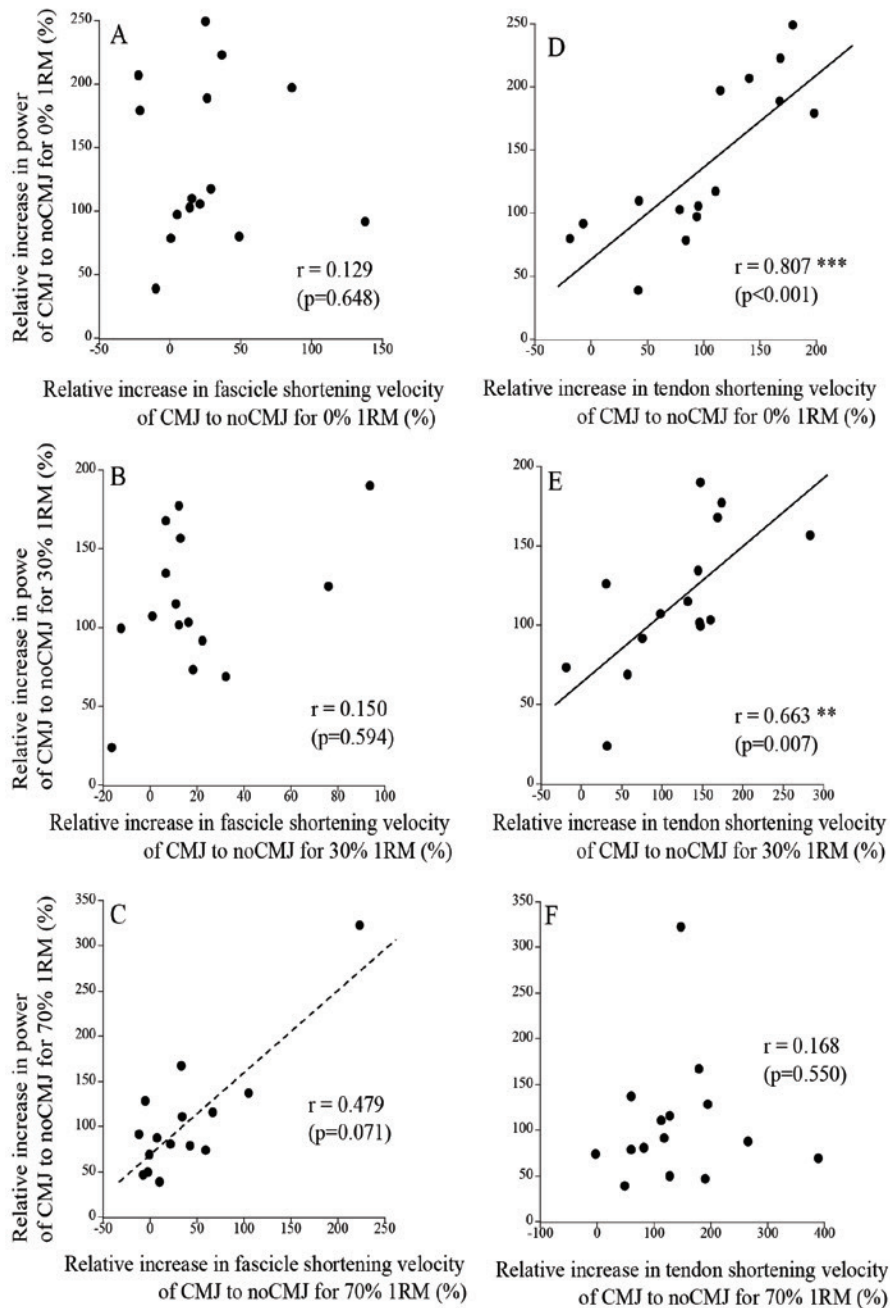 A
Relative increase in power
of CMJ to noCMJ for 0% 1RM (%)
250
200
150
100
50
0
-50
0
50
100
150
r = 0.129
(p=0.648)
Relative increase in fascicle shortening velocity
of CMJ to noCMJ for 0% 1RM (%)
D
250
200
150
100
50
0
0
50
100
150
200
r = 0.807 ***
(p<0.001)
Relative increase in tendon shortening velocity
of CMJ to noCMJ for 0% 1RM (%)
B
Relative increase in powe
of CMJ to noCMJ for 30% 1RM (%)
200
150
100
50
0
-20
0
20
40
60
80
100
r = 0.150
(p=0.594)
Relative increase in fascicle shortening velocity
of CMJ to noCMJ for 30% 1RM (%)
E
200
150
100
50
0
-50
0
50
100
150
200
250
300
r = 0.663 **
(p=0.007)
Relative increase in tendon shortening velocity
of CMJ to noCMJ for 30% 1RM (%)
C
Relative increase in power
of CMJ to noCMJ for 70% 1RM (%)
350
300
250
200
150
100
50
0
0
50
100
150
200
250
r = 0.479
(p=0.071)
Relative increase in fascicle shortening velocity
of CMJ to noCMJ for 70% 1RM (%)
F
350
300
250
200
150
100
50
0
-100
0
100
200
300
400
r = 0.168
(p=0.550)
Relative increase in tendon shortening velocity
of CMJ to noCMJ for 70% 1RM (%)